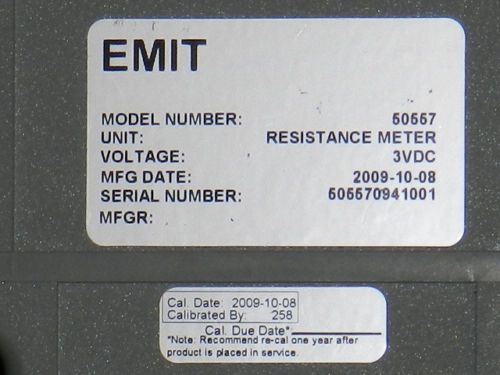 EMIT
MODEL NUMBER: 50557
UNIT: RESISTANCE METER
VOLTAGE: 3VDC
MFG DATE: 2009-10-08
SERIAL NUMBER: 505570941001
MFGR:
Cal. Date: 2009-10-08
Calibrated By: 258
Cal. Due Date*
*Note: Recommend re-cal one year after
product is placed in service.